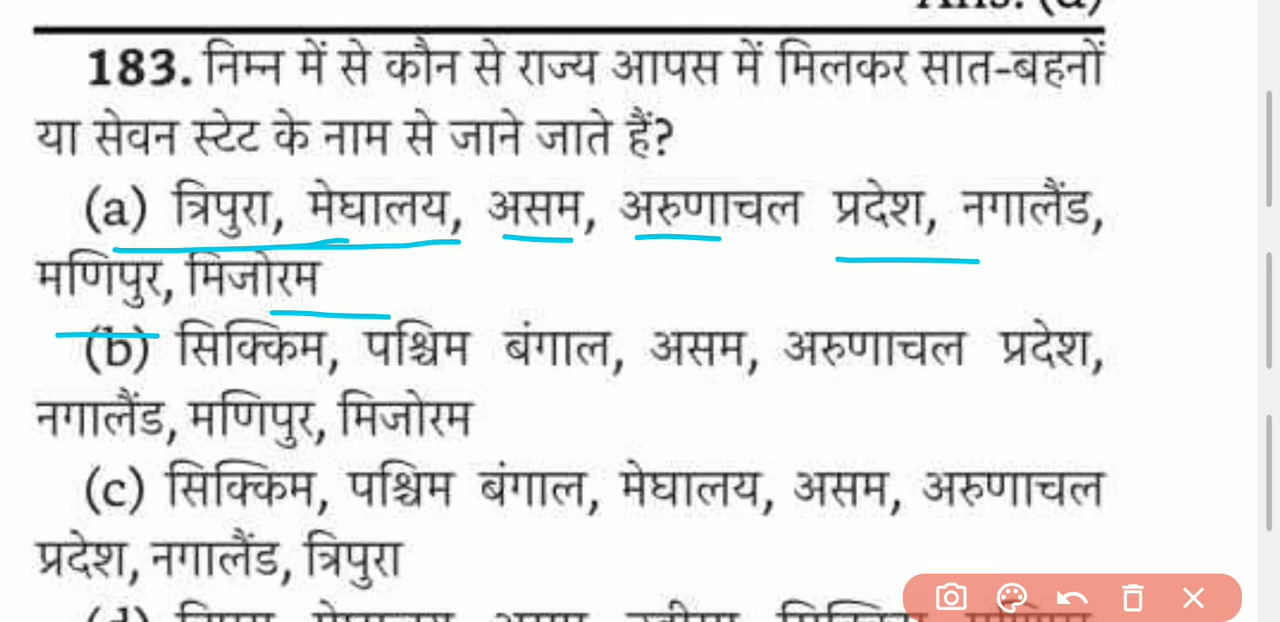 183. निम्न में से कौन से राज्य आपस में मिलकर सात-बहनों
या सेवन स्टेट के नाम से जाने जाते हैं?
(a) त्रिपुरा, मेघालय, असम, अरुणाचल प्रदेश, नगालैंड,
मणिपुर, मिजोरम
(b) सिक्किम, पश्चिम बंगाल, असम, अरुणाचल प्रदेश,
नगालैंड, मणिपुर, मिजोरम
(c) सिक्किम, पश्चिम बंगाल, मेघालय, असम, अरुणाचल
प्रदेश, नगालैंड, त्रिपुरा